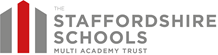 THE
STAFFORDSHIRE
SCHOOLS
MULTI ACADEMY TRUST